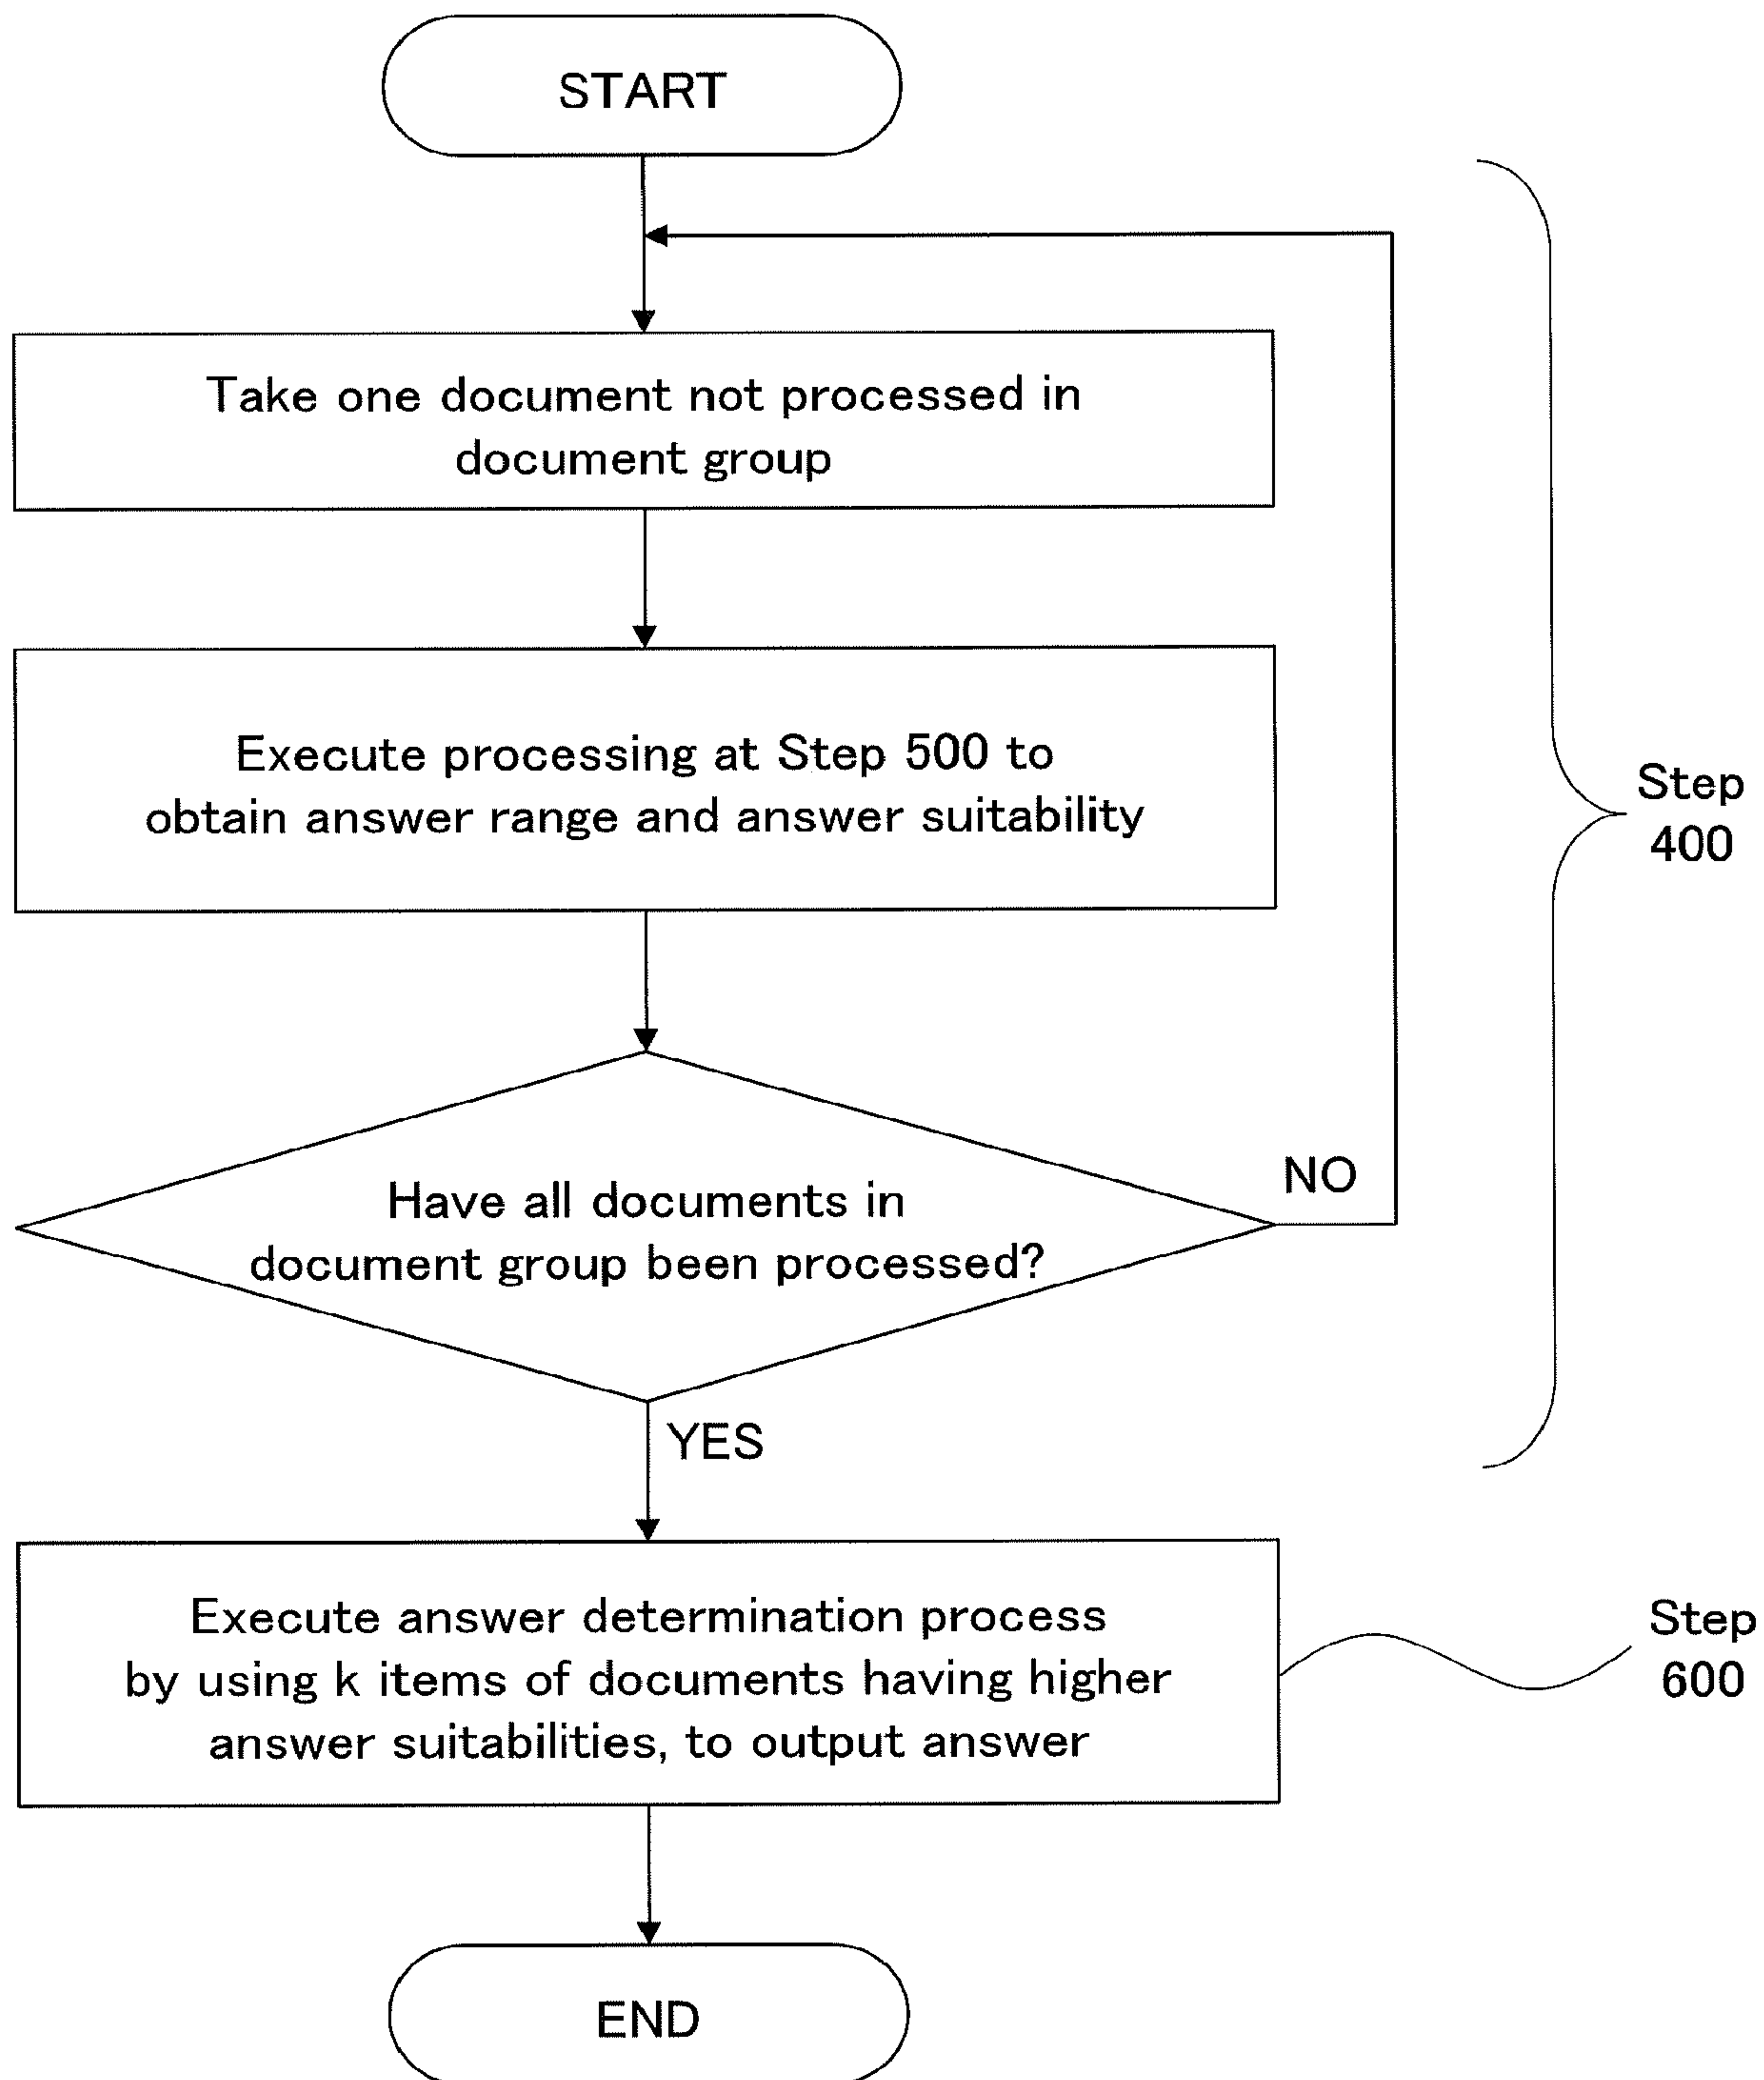 START
Take one document not processed in
document group
Execute processing at Step 500 to
obtain answer range and answer suitability
Step
400
Have all documents in
document group been processed?
NO
YES
Execute answer determination process
by using k items of documents having higher
answer suitabilities, to output answer
Step
600
END